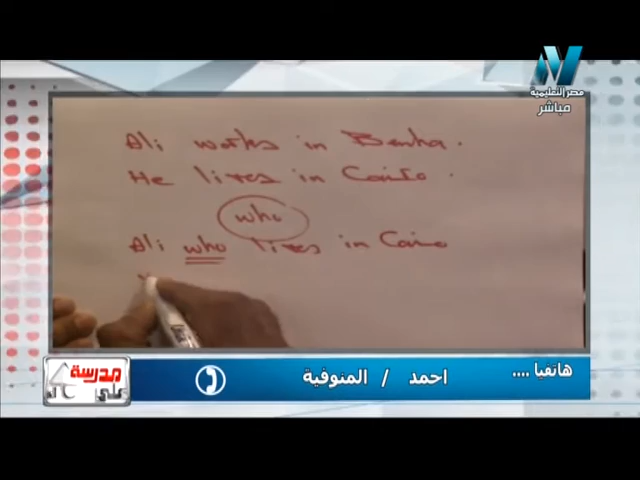 مصر التعليمية
مباشر
Ali works in Benha.
He lives in Cairo.
who
Ali who lives in Cairo
هاتفيا ....
احمد / المنوفية
مدرسة
على